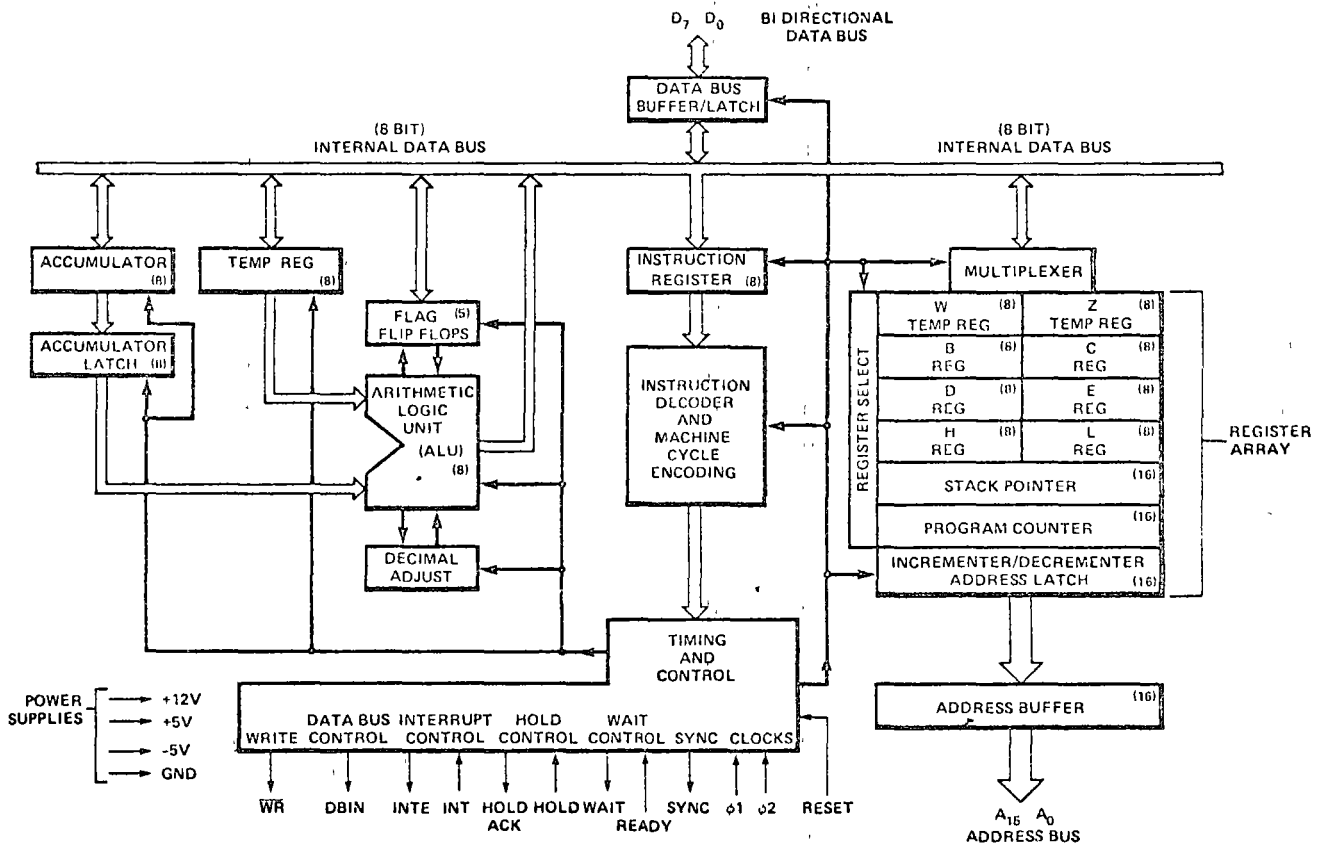 D7 D0 BI DIRECTIONAL
DATA BUS
DATA BUS
BUFFER/LATCH
(8 BIT)
INTERNAL DATA BUS
(8 BIT)
INTERNAL DATA BUS
ACCUMULATOR
(8)
TEMP REG
(8)
INSTRUCTION
REGISTER (8)
MULTIPLEXER
ACCUMULATOR
LATCH (8)
FLAG (5)
FLIP FLOPS
ARITHMETIC
LOGIC
UNIT
(ALU)
(8)
DECIMAL
ADJUST
INSTRUCTION
DECODER
AND
MACHINE
CYCLE
ENCODING
REGISTER SELECT
W (8)
TEMP REG
Z (8)
TEMP REG
B (8)
REG
C (8)
REG
D (8)
REG
E (8)
REG
H (8)
REG
L (8)
REG
STACK POINTER (16)
PROGRAM COUNTER (16)
INCREMENTER/DECREMENTER
ADDRESS LATCH (16)
REGISTER
ARRAY
TIMING
AND
CONTROL
POWER
SUPPLIES
+12V
+5V
-5V
GND
WRITE
DATA BUS
CONTROL
INTERRUPT
CONTROL
HOLD
CONTROL
WAIT
CONTROL
SYNC
CLOCKS
ADDRESS BUFFER (16)
WR
DBIN
INTE
INT
HOLD
ACK
HOLD
WAIT
READY
SYNC
ϕ1
ϕ2
RESET
A15 A0
ADDRESS BUS